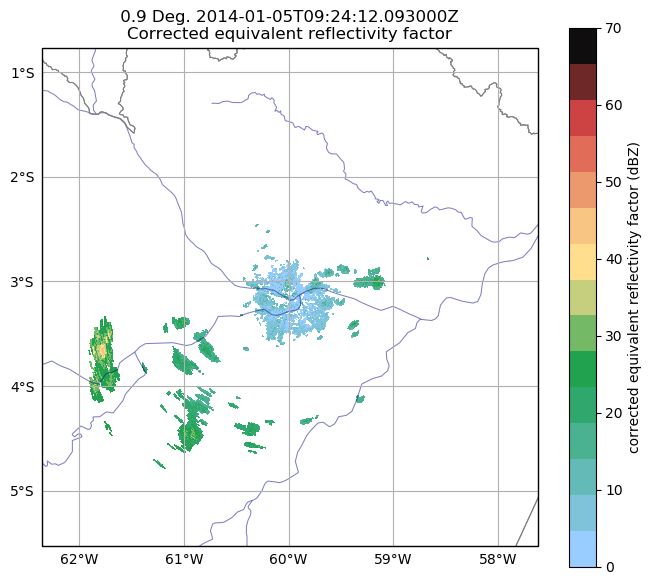 0.9 Deg. 2014-01-05T09:24:12.093000Z
Corrected equivalent reflectivity factor
1°S
2°S
3°S
4°S
5°S
62°W 61°W 60°W 59°W 58°W
70
60
50
40
30
20
10
0
corrected equivalent reflectivity factor (dBZ)